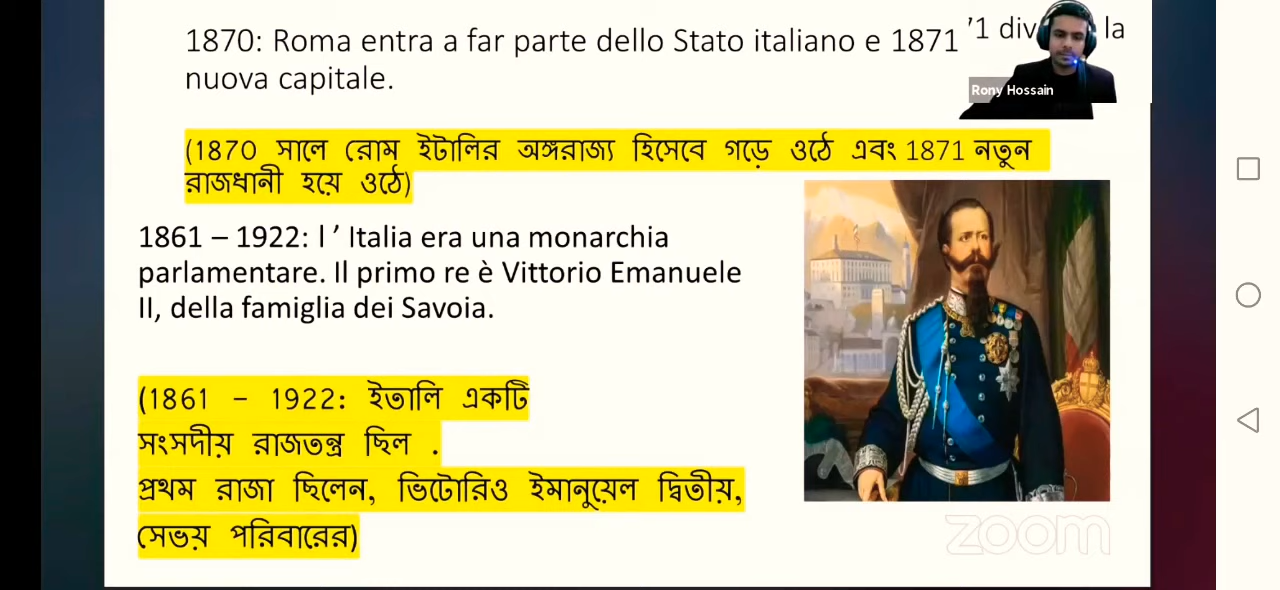 1870: Roma entra a far parte dello Stato italiano e 1871 '1 la
nuova capitale.
Rony Hossain
(1870 সালে রোম ইটালির অঙ্গরাজ্য হিসেবে গড়ে ওঠে এবং 1871 নতুন
রাজধানী হয়ে ওঠে)
1861 – 1922: l ' Italia era una monarchia
parlamentare. Il primo re è Vittorio Emanuele
II, della famiglia dei Savoia.
(1861 – 1922: ইতালি একটি
সংসদীয় রাজতন্ত্র ছিল .
প্রথম রাজা ছিলেন, ভিটোরিও ইমানুয়েল দ্বিতীয়,
সেভয় পরিবারের)
zoom